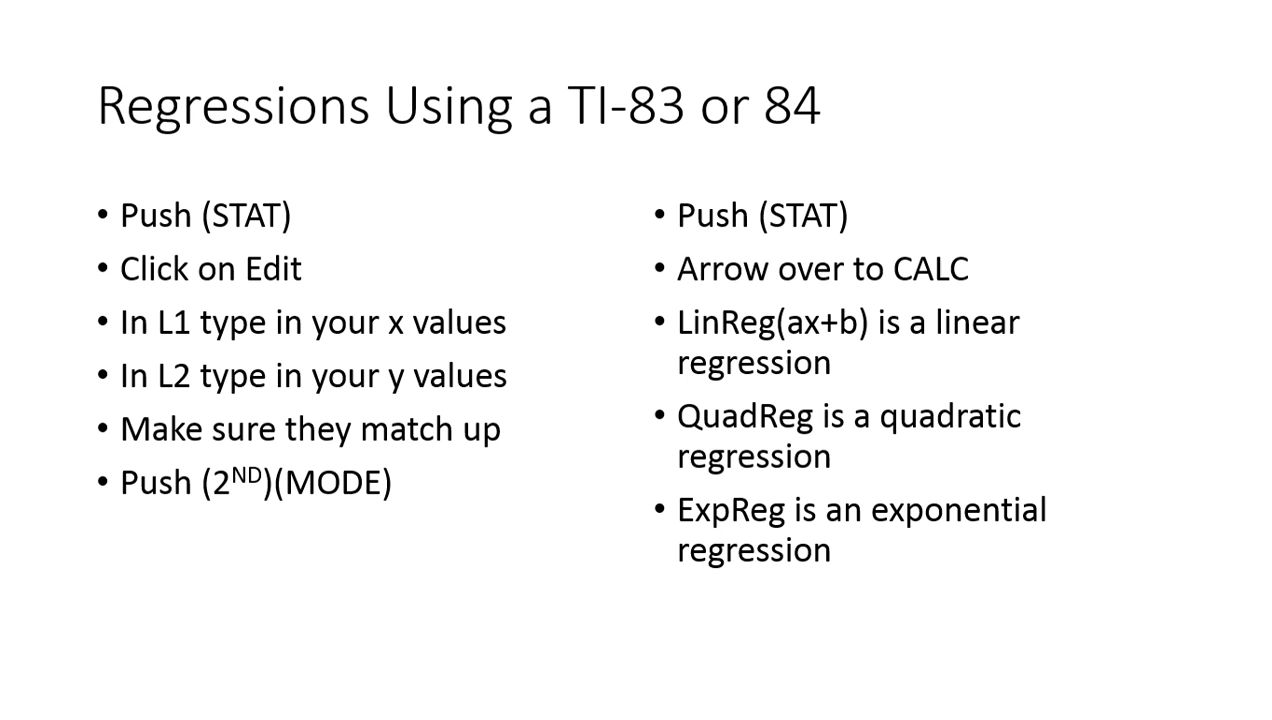 Regressions Using a TI-83 or 84
• Push (STAT)
• Click on Edit
• In L1 type in your x values
• In L2 type in your y values
• Make sure they match up
• Push (2ᴺᴰ)(MODE)
• Push (STAT)
• Arrow over to CALC
• LinReg(ax+b) is a linear
regression
• QuadReg is a quadratic
regression
• ExpReg is an exponential
regression